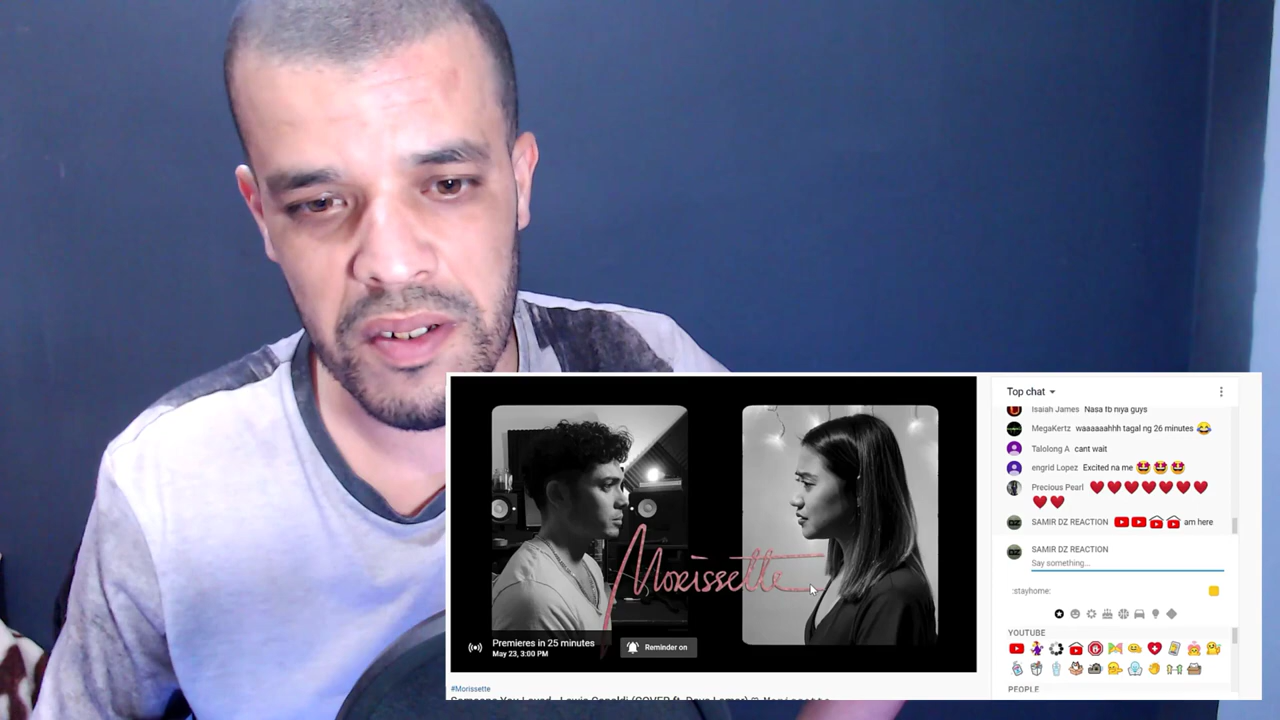 Morissette
Premieres in 25 minutes
May 23, 3:00 PM
Reminder on
#Morissette
Top chat
Isaiah James Nasa fb niya guys
MegaKertz waaaaaahhh tagal ng 26 minutes 😂
Talolong A cant wait
engrid Lopez Excited na me 🤩🤩🤩
Precious Pearl ❤️❤️❤️❤️❤️❤️❤️
❤️❤️
SAMIR DZ REACTION am here
SAMIR DZ REACTION
Say something...
:stayhome:
YOUTUBE
PEOPLE